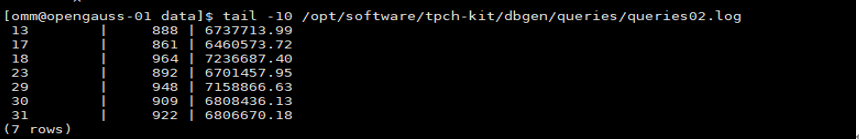 [omm@opengauss-01 data]$ tail -10 /opt/software/tpch-kit/dbgen/queries/queries02.log
13 | 888 | 6737713.99
17 | 861 | 6460573.72
18 | 964 | 7236687.40
23 | 892 | 6701457.95
29 | 948 | 7158866.63
30 | 909 | 6808436.13
31 | 922 | 6806670.18
(7 rows)